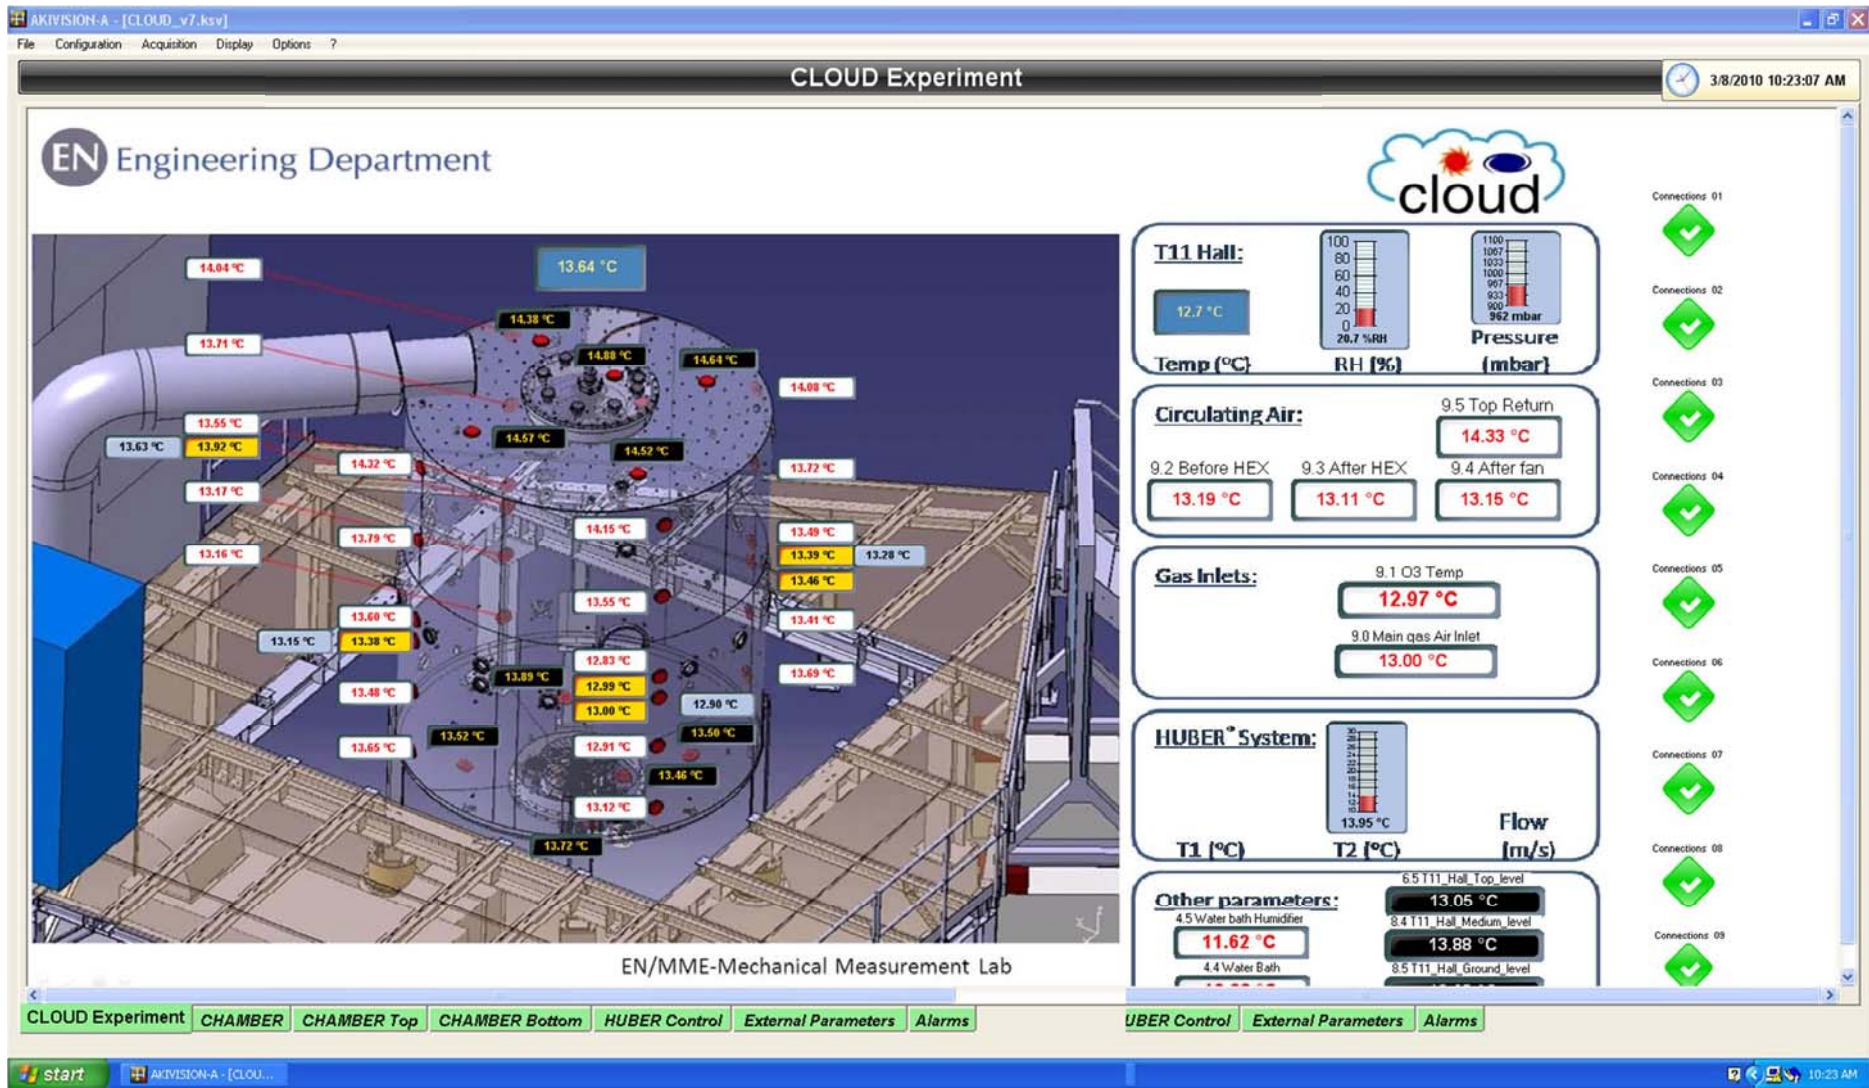 AKIVISION-A - [CLOUD_v7.ksv]
File Configuration Acquisition Display Options ?
CLOUD Experiment
3/8/2010 10:23:07 AM
EN Engineering Department
cloud
13.64 °C
14.04 °C
14.38 °C
13.71 °C
14.88 °C
14.64 °C
14.08 °C
13.55 °C
13.63 °C
13.92 °C
14.57 °C
14.52 °C
14.32 °C
13.72 °C
13.17 °C
14.15 °C
13.79 °C
13.49 °C
13.16 °C
13.39 °C
13.28 °C
13.46 °C
13.55 °C
13.60 °C
13.41 °C
13.15 °C
13.38 °C
12.83 °C
13.89 °C
13.69 °C
12.99 °C
13.48 °C
13.00 °C
12.90 °C
13.52 °C
13.50 °C
13.65 °C
12.91 °C
13.46 °C
13.12 °C
13.72 °C
EN/MME-Mechanical Measurement Lab
T11 Hall:
12.7 °C
Temp (°C)
100
80
60
40
20
0
20.7 %RH
RH (%)
1100
1067
1033
1000
967
933
900
962 mbar
Pressure
(mbar)
Circulating Air:
9.5 Top Return
14.33 °C
9.2 Before HEX
9.3 After HEX
9.4 After fan
13.19 °C
13.11 °C
13.15 °C
Gas Inlets:
9.1 O3 Temp
12.97 °C
9.0 Main gas Air Inlet
13.00 °C
HUBER® System:
13.95 °C
T1 (°C)
T2 (°C)
Flow
(m/s)
Other parameters:
6.5 T11_Hall_Top_level
13.05 °C
4.5 Water bath Humidifier
11.62 °C
8.4 T11_Hall_Medium_level
13.88 °C
4.4 Water Bath
8.5 T11_Hall_Ground_level
Connections 01
Connections 02
Connections 03
Connections 04
Connections 05
Connections 06
Connections 07
Connections 08
Connections 09
CLOUD Experiment CHAMBER CHAMBER Top CHAMBER Bottom HUBER Control External Parameters Alarms
UBER Control External Parameters Alarms
start
AKIVISION-A - [CLOU...
10:23 AM